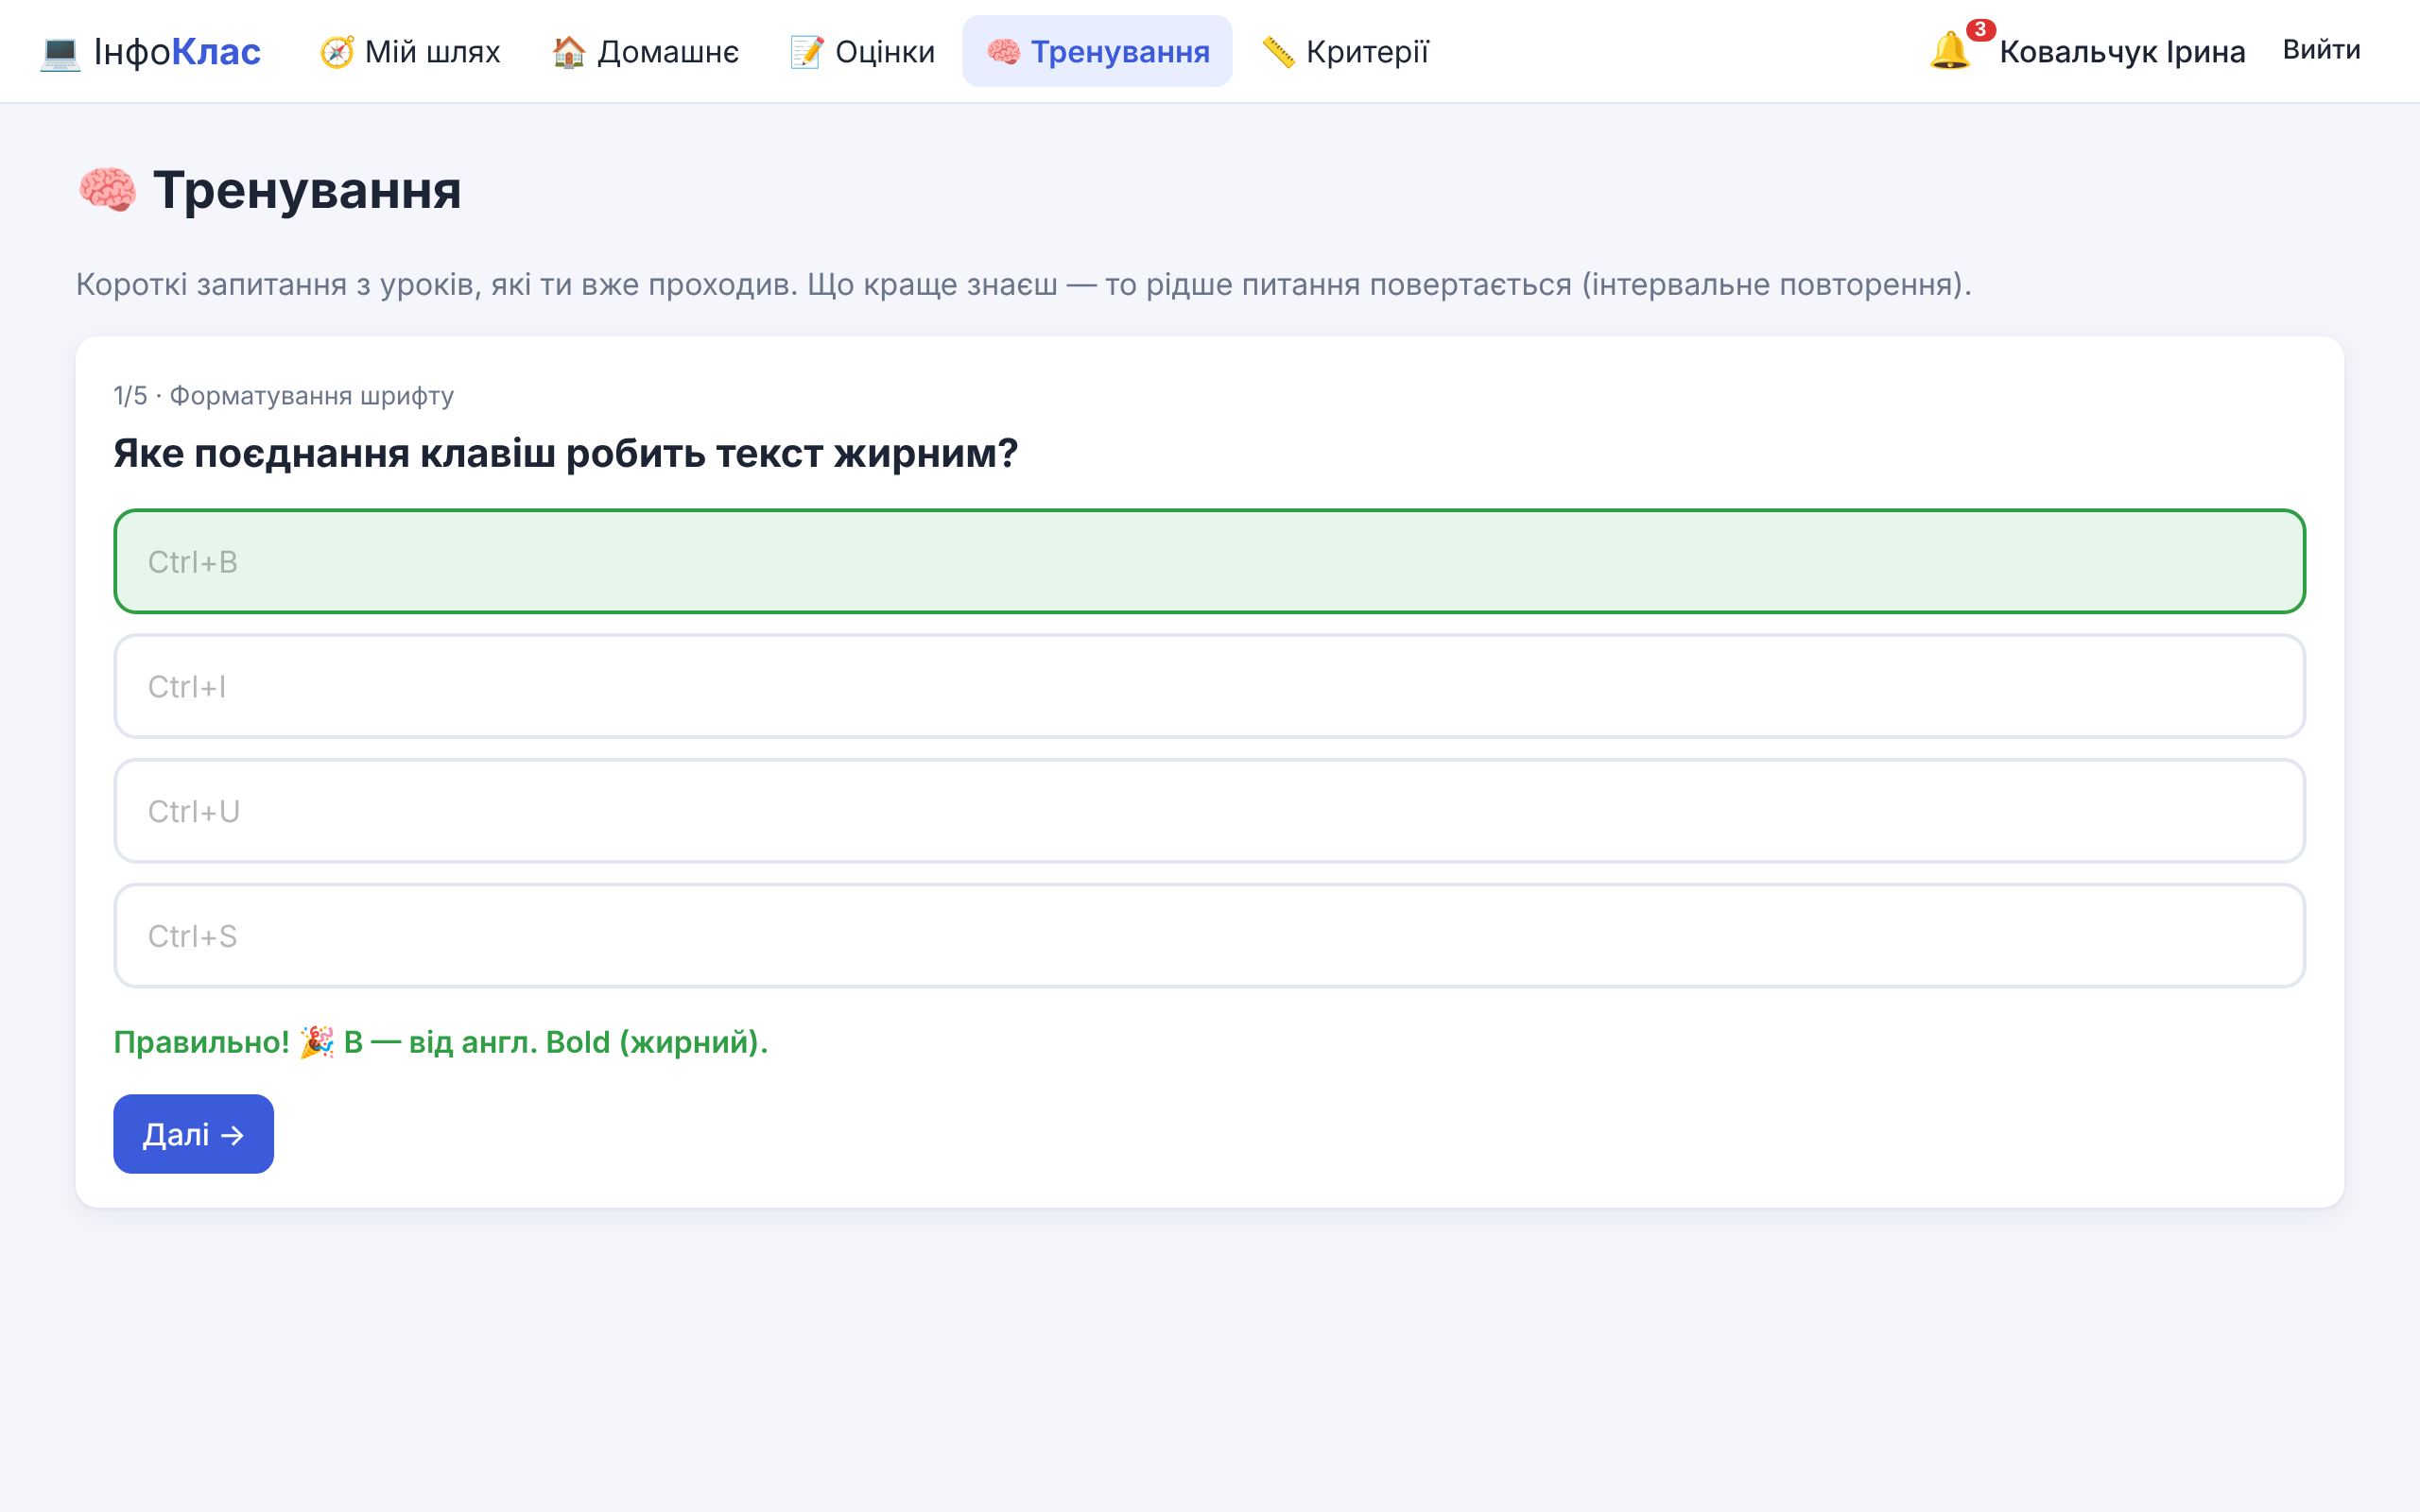 💻 ІнфоКлас 🧭 Мій шлях 🏠 Домашнє 📝 Оцінки 🧠 Тренування 📏 Критерії 🔔 3 Ковальчук Ірина Вийти
🧠 Тренування
Короткі запитання з уроків, які ти вже проходив. Що краще знаєш — то рідше питання повертається (інтервальне повторення).
1/5 · Форматування шрифту
Яке поєднання клавіш робить текст жирним?
Ctrl+B
Ctrl+I
Ctrl+U
Ctrl+S
Правильно! 🎉 B — від англ. Bold (жирний).
Далі →